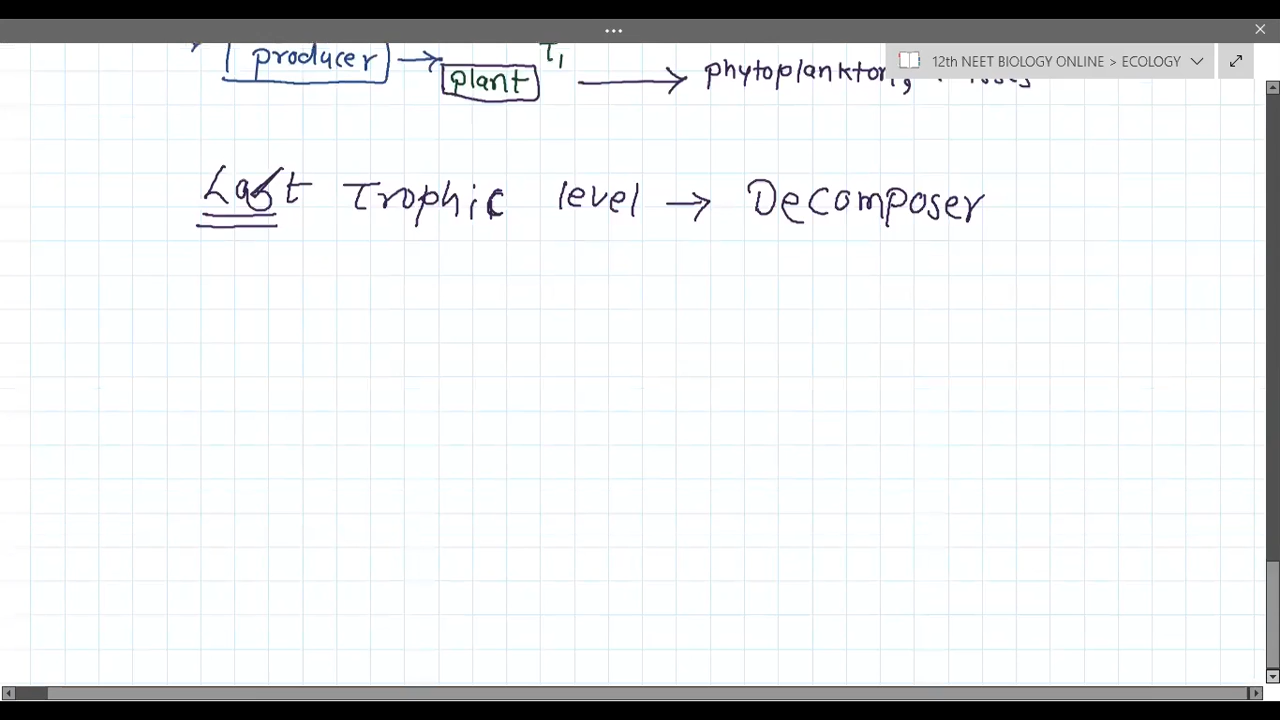 ...
producer → T₁
plant → phytoplankton,
12th NEET BIOLOGY ONLINE > ECOLOGY
Last Trophic level → Decomposer